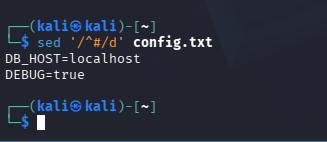 ┌──(kali㉿kali)-[~]
└─$ sed '/^#/d' config.txt
DB_HOST=localhost
DEBUG=true
┌──(kali㉿kali)-[~]
└─$